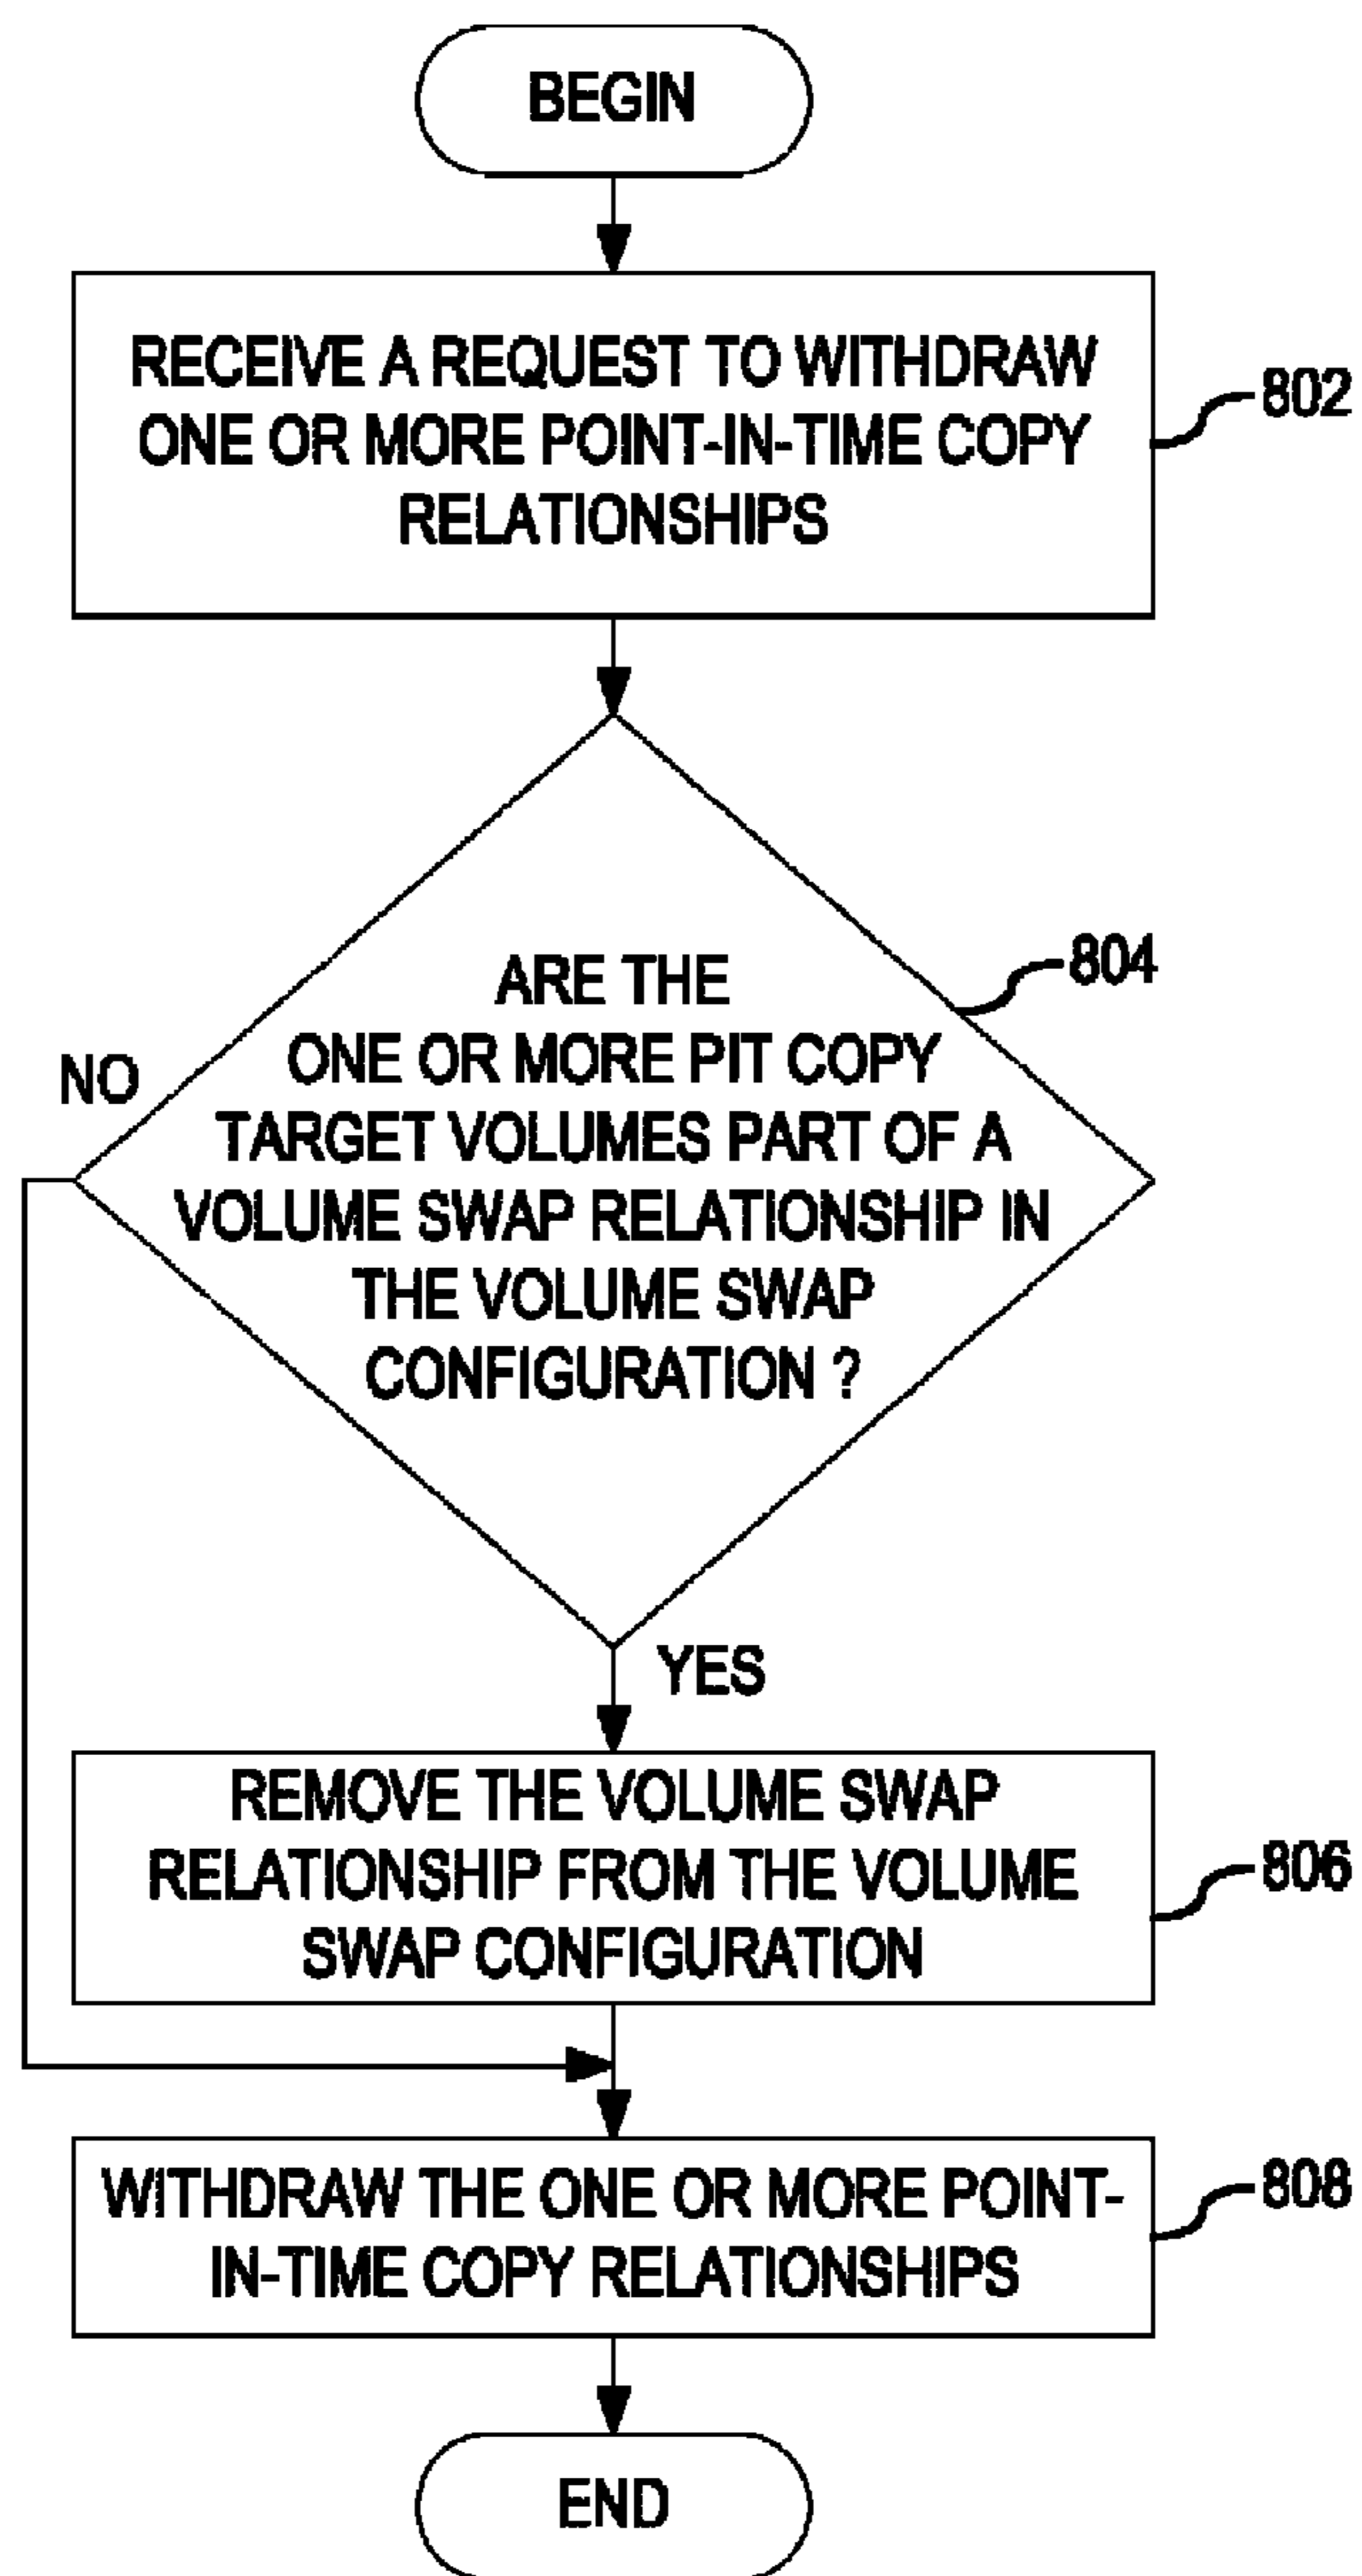 BEGIN
RECEIVE A REQUEST TO WITHDRAW
ONE OR MORE POINT-IN-TIME COPY
RELATIONSHIPS
802
ARE THE
ONE OR MORE PIT COPY
TARGET VOLUMES PART OF A
VOLUME SWAP RELATIONSHIP IN
THE VOLUME SWAP
CONFIGURATION ?
804
NO
YES
REMOVE THE VOLUME SWAP
RELATIONSHIP FROM THE VOLUME
SWAP CONFIGURATION
806
WITHDRAW THE ONE OR MORE POINT-
IN-TIME COPY RELATIONSHIPS
808
END